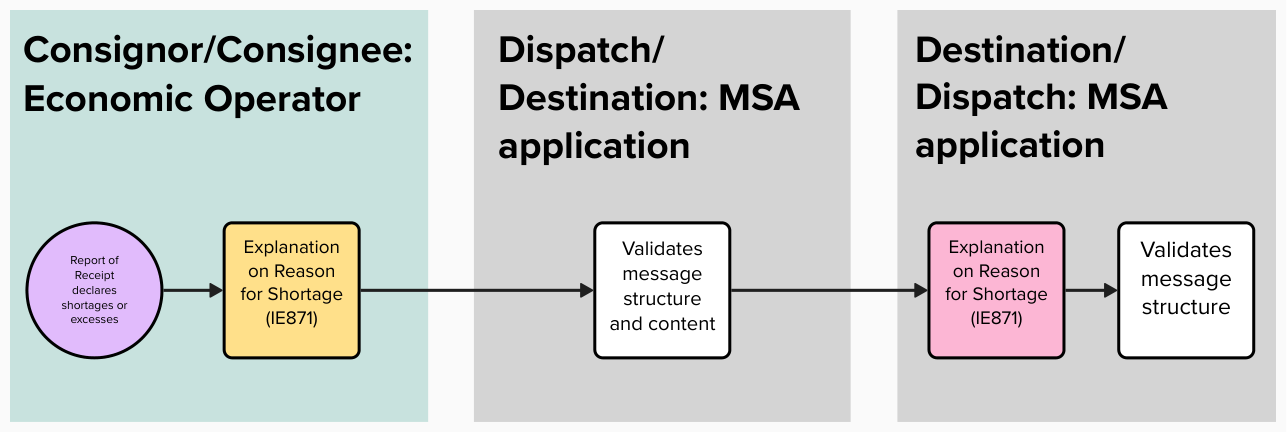 Consignor/Consignee:
Economic Operator
Dispatch/
Destination: MSA
application
Destination/
Dispatch: MSA
application
Report of
Receipt
declares
shortages or
excesses
Explanation
on Reason
for Shortage
(IE871)
Validates
message
structure
and content
Explanation
on Reason
for Shortage
(IE871)
Validates
message
structure